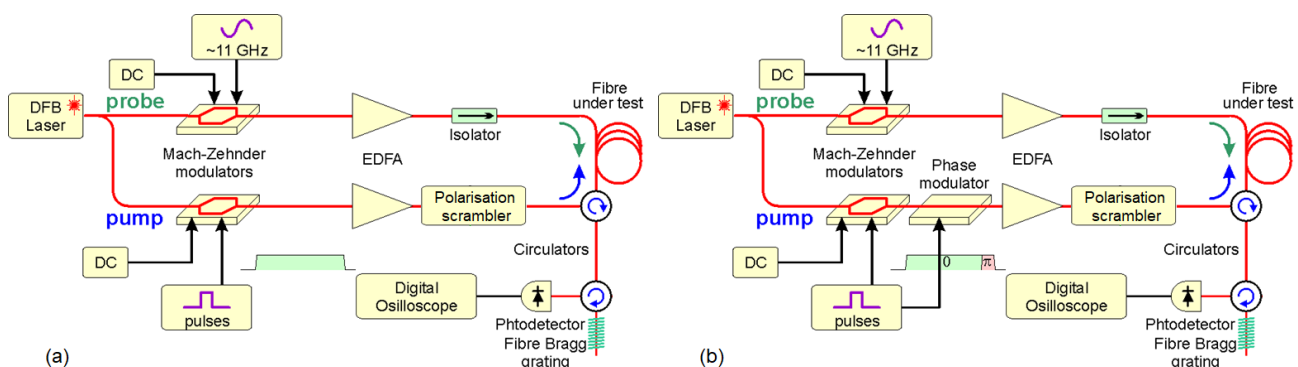 ~11 GHz
DC
DFB
Laser
probe
Mach-Zehnder
modulators
EDFA
Isolator
Fibre
under test
pump
Polarisation
scrambler
DC
pulses
Circulators
Digital
Osilloscope
Phtodetector
Fibre Bragg
grating
(a)
~11 GHz
DC
DFB
Laser
probe
Mach-Zehnder
modulators
Phase
modulator
EDFA
Isolator
Fibre
under test
pump
Polarisation
scrambler
0
π
DC
pulses
Circulators
Digital
Osilloscope
Phtodetector
Fibre Bragg
grating
(b)